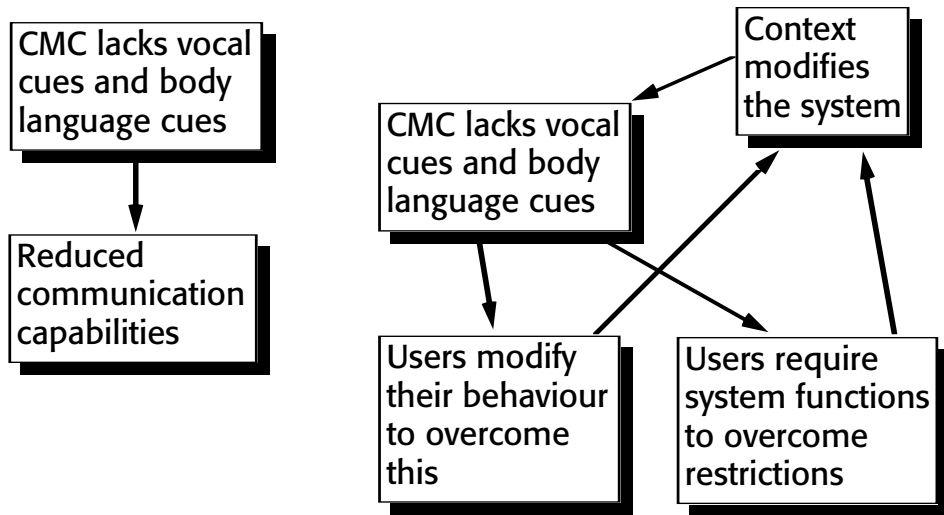 CMC lacks vocal
cues and body
language cues
Reduced
communication
capabilities
Context
modifies
the system
CMC lacks vocal
cues and body
language cues
Users modify
their behaviour
to overcome
this
Users require
system functions
to overcome
restrictions